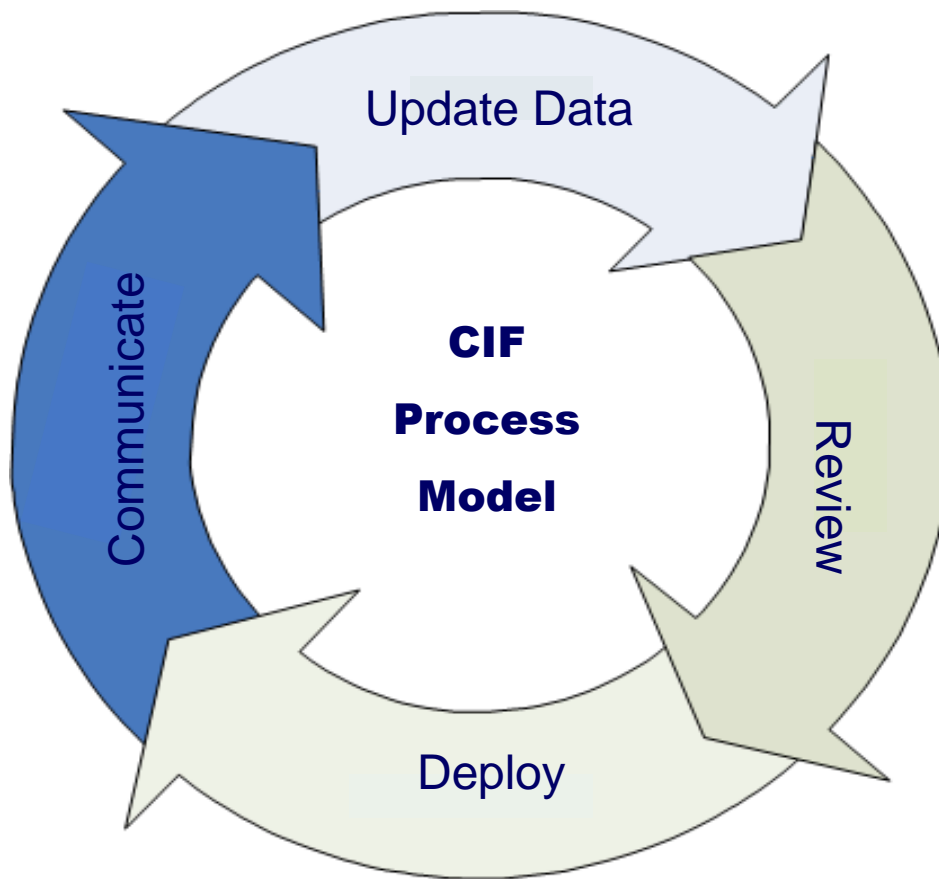 Update Data
Communicate
CIF
Process
Model
Review
Deploy